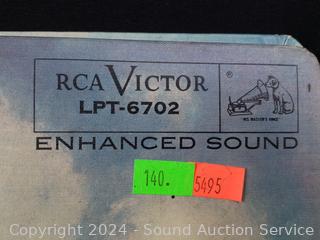 RCA VICTOR
LPT-6702
®
"HIS MASTER'S VOICE"
ENHANCED SOUND
140.
5495
Copyright 2024 - Sound Auction Service